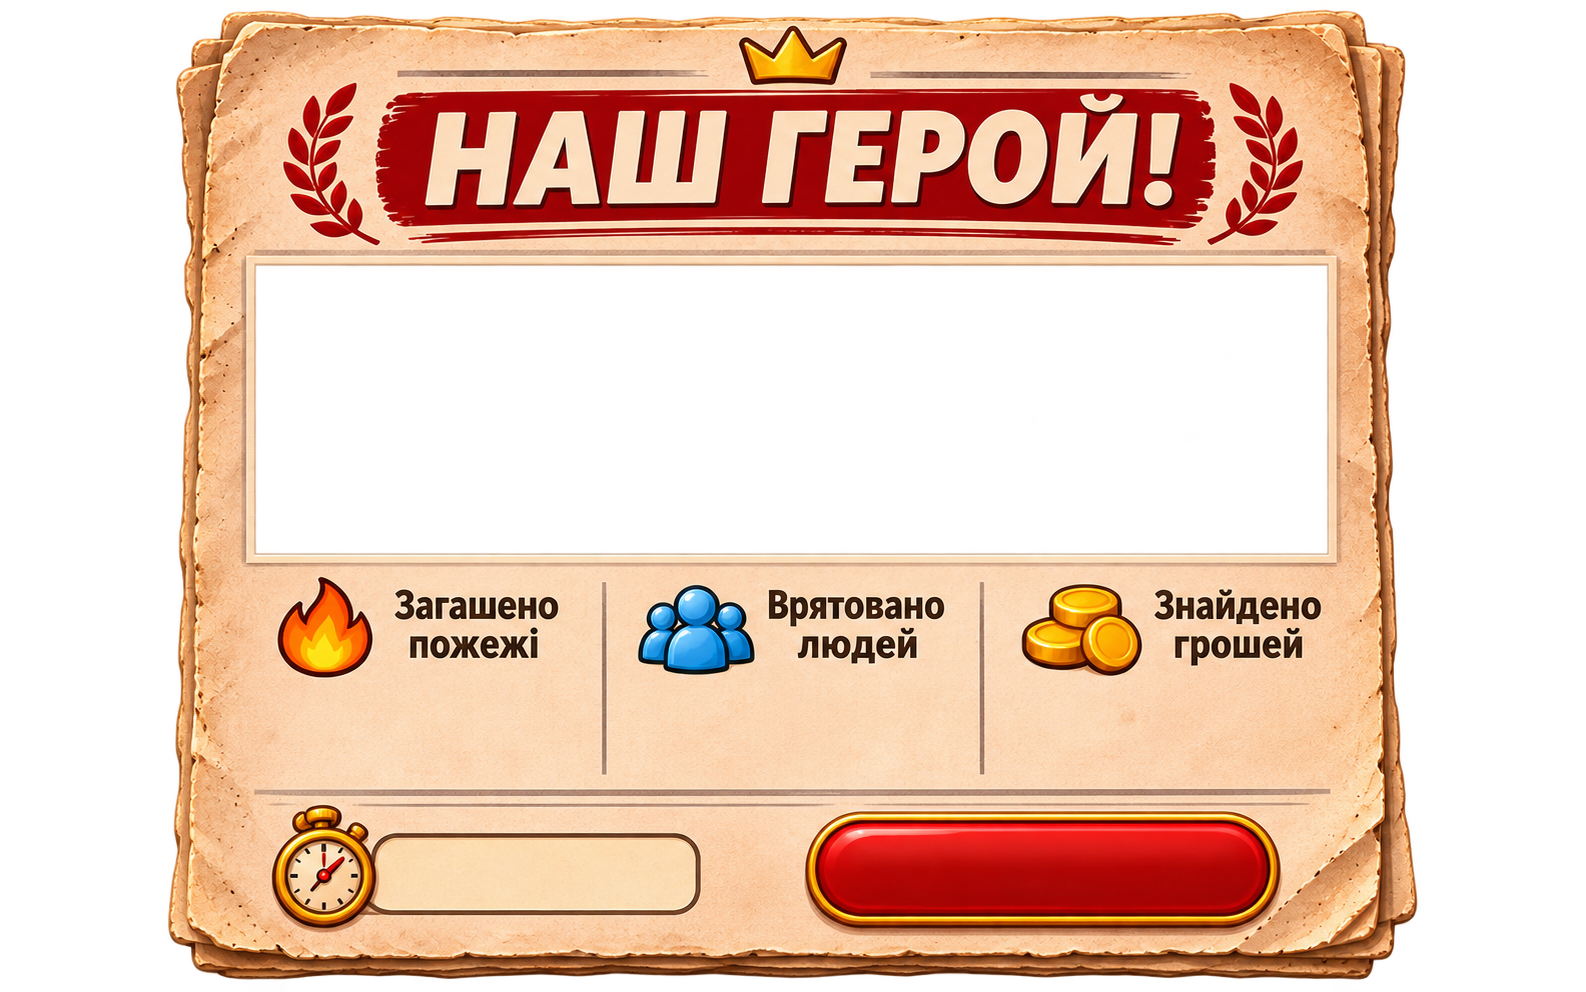 НАШ ГЕРОЙ!
Загашено
пожежі
Врятовано
людей
Знайдено
грошей